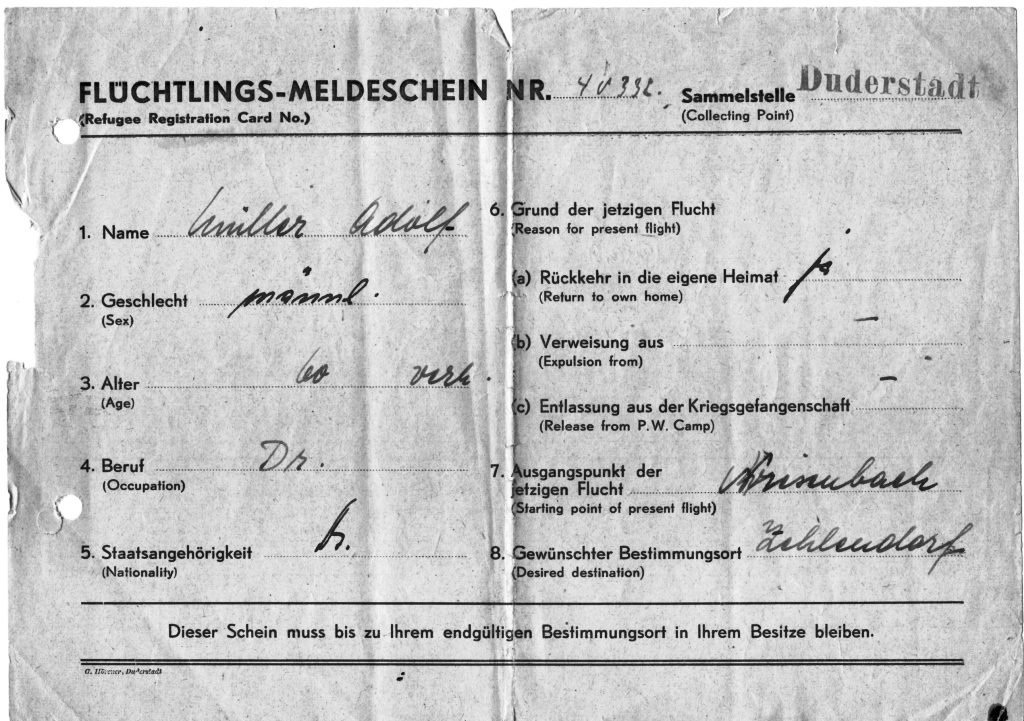 FLÜCHTLINGS-MELDESCHEIN NR. 40332. Sammelstelle Duderstadt
(Refugee Registration Card No.) (Collecting Point)
1. Name Müller Adolf
2. Geschlecht männl.
(Sex)
3. Alter 60 verh.
(Age)
4. Beruf Dr.
(Occupation)
5. Staatsangehörigkeit
(Nationality)
6. Grund der jetzigen Flucht
(Reason for present flight)
(a) Rückkehr in die eigene Heimat ja
(Return to own home)
(b) Verweisung aus —
(Expulsion from)
(c) Entlassung aus der Kriegsgefangenschaft —
(Release from P.W. Camp)
7. Ausgangspunkt der
jetzigen Flucht
(Starting point of present flight)
8. Gewünschter Bestimmungsort Zehlendorf
(Desired destination)
Dieser Schein muss bis zu Ihrem endgültigen Bestimmungsort in Ihrem Besitze bleiben.
Duderstadt